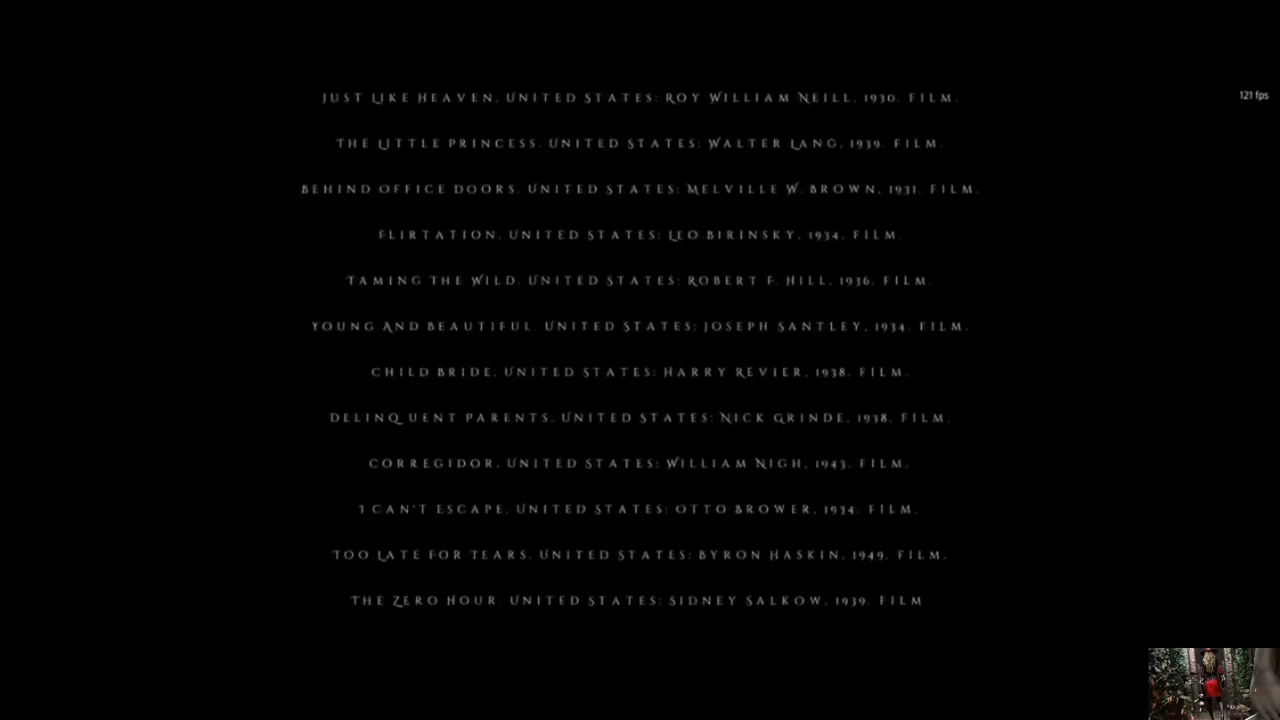 JUST LIKE HEAVEN. UNITED STATES: ROY WILLIAM NEILL, 1930. FILM.
121 fps
THE LITTLE PRINCESS. UNITED STATES: WALTER LANG, 1939. FILM.
BEHIND OFFICE DOORS. UNITED STATES: MELVILLE W. BROWN, 1931. FILM.
FLIRTATION. UNITED STATES: LEO BIRINSKY, 1934. FILM.
TAMING THE WILD. UNITED STATES: ROBERT F. HILL, 1936. FILM.
YOUNG AND BEAUTIFUL. UNITED STATES: JOSEPH SANTLEY, 1934. FILM.
CHILD BRIDE. UNITED STATES: HARRY REVIER, 1938. FILM.
DELINQUENT PARENTS. UNITED STATES: NICK GRINDE, 1938. FILM.
CORREGIDOR. UNITED STATES: WILLIAM NIGH, 1943. FILM.
I CAN'T ESCAPE. UNITED STATES: OTTO BROWER, 1934. FILM.
TOO LATE FOR TEARS. UNITED STATES: BYRON HASKIN, 1949. FILM.
THE ZERO HOUR. UNITED STATES: SIDNEY SALKOW, 1939. FILM